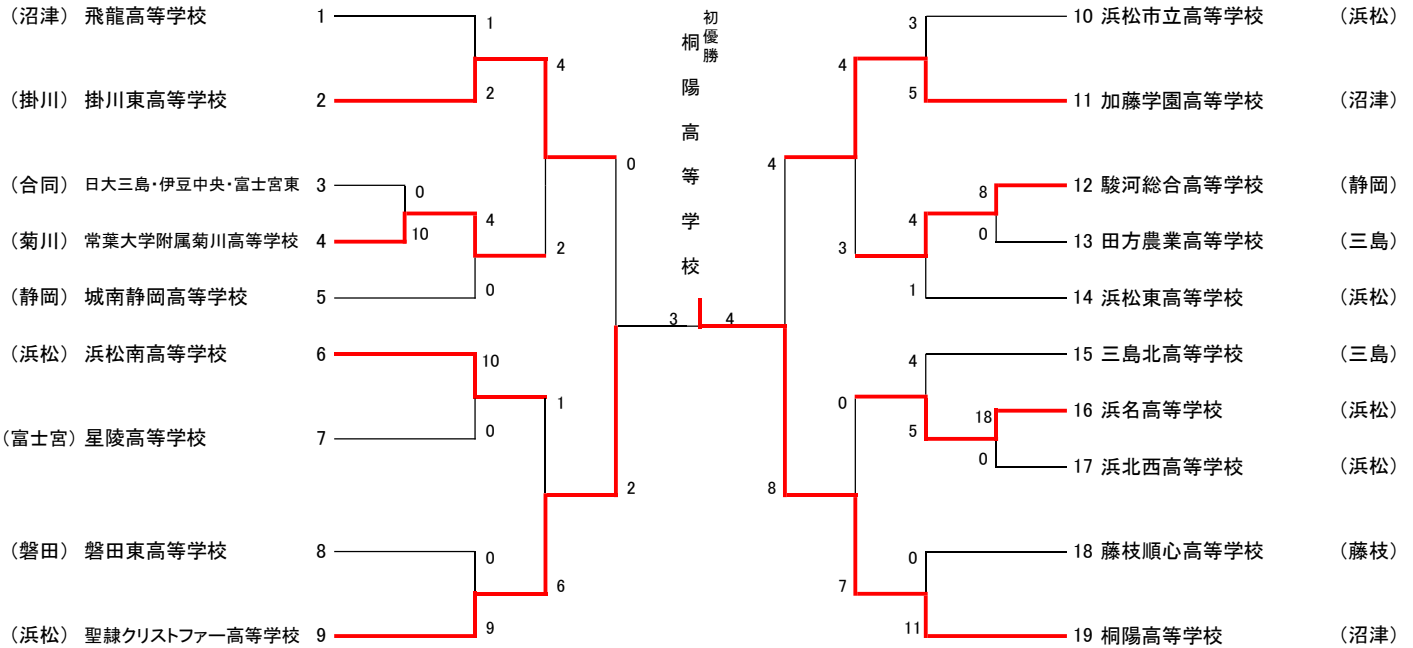 (沼津) 飛龍高等学校 1
1
2
(掛川) 掛川東高等学校 2
4
(合同) 日大三島・伊豆中央・富士宮東 3
0
10
(菊川) 常葉大学附属菊川高等学校 4
4
0
(静岡) 城南静岡高等学校 5
2
0
(浜松) 浜松南高等学校 6
10
0
(富士宮) 星陵高等学校 7
1
(磐田) 磐田東高等学校 8
0
9
(浜松) 聖隷クリストファー高等学校 9
6
2
3
初優勝
桐陽高等学校
4
3
10 浜松市立高等学校 (浜松)
5
11 加藤学園高等学校 (沼津)
4
8
12 駿河総合高等学校 (静岡)
0
13 田方農業高等学校 (三島)
4
1
14 浜松東高等学校 (浜松)
3
4
4
15 三島北高等学校 (三島)
18
16 浜名高等学校 (浜松)
0
17 浜北西高等学校 (浜松)
5
0
0
18 藤枝順心高等学校 (藤枝)
11
19 桐陽高等学校 (沼津)
7
8